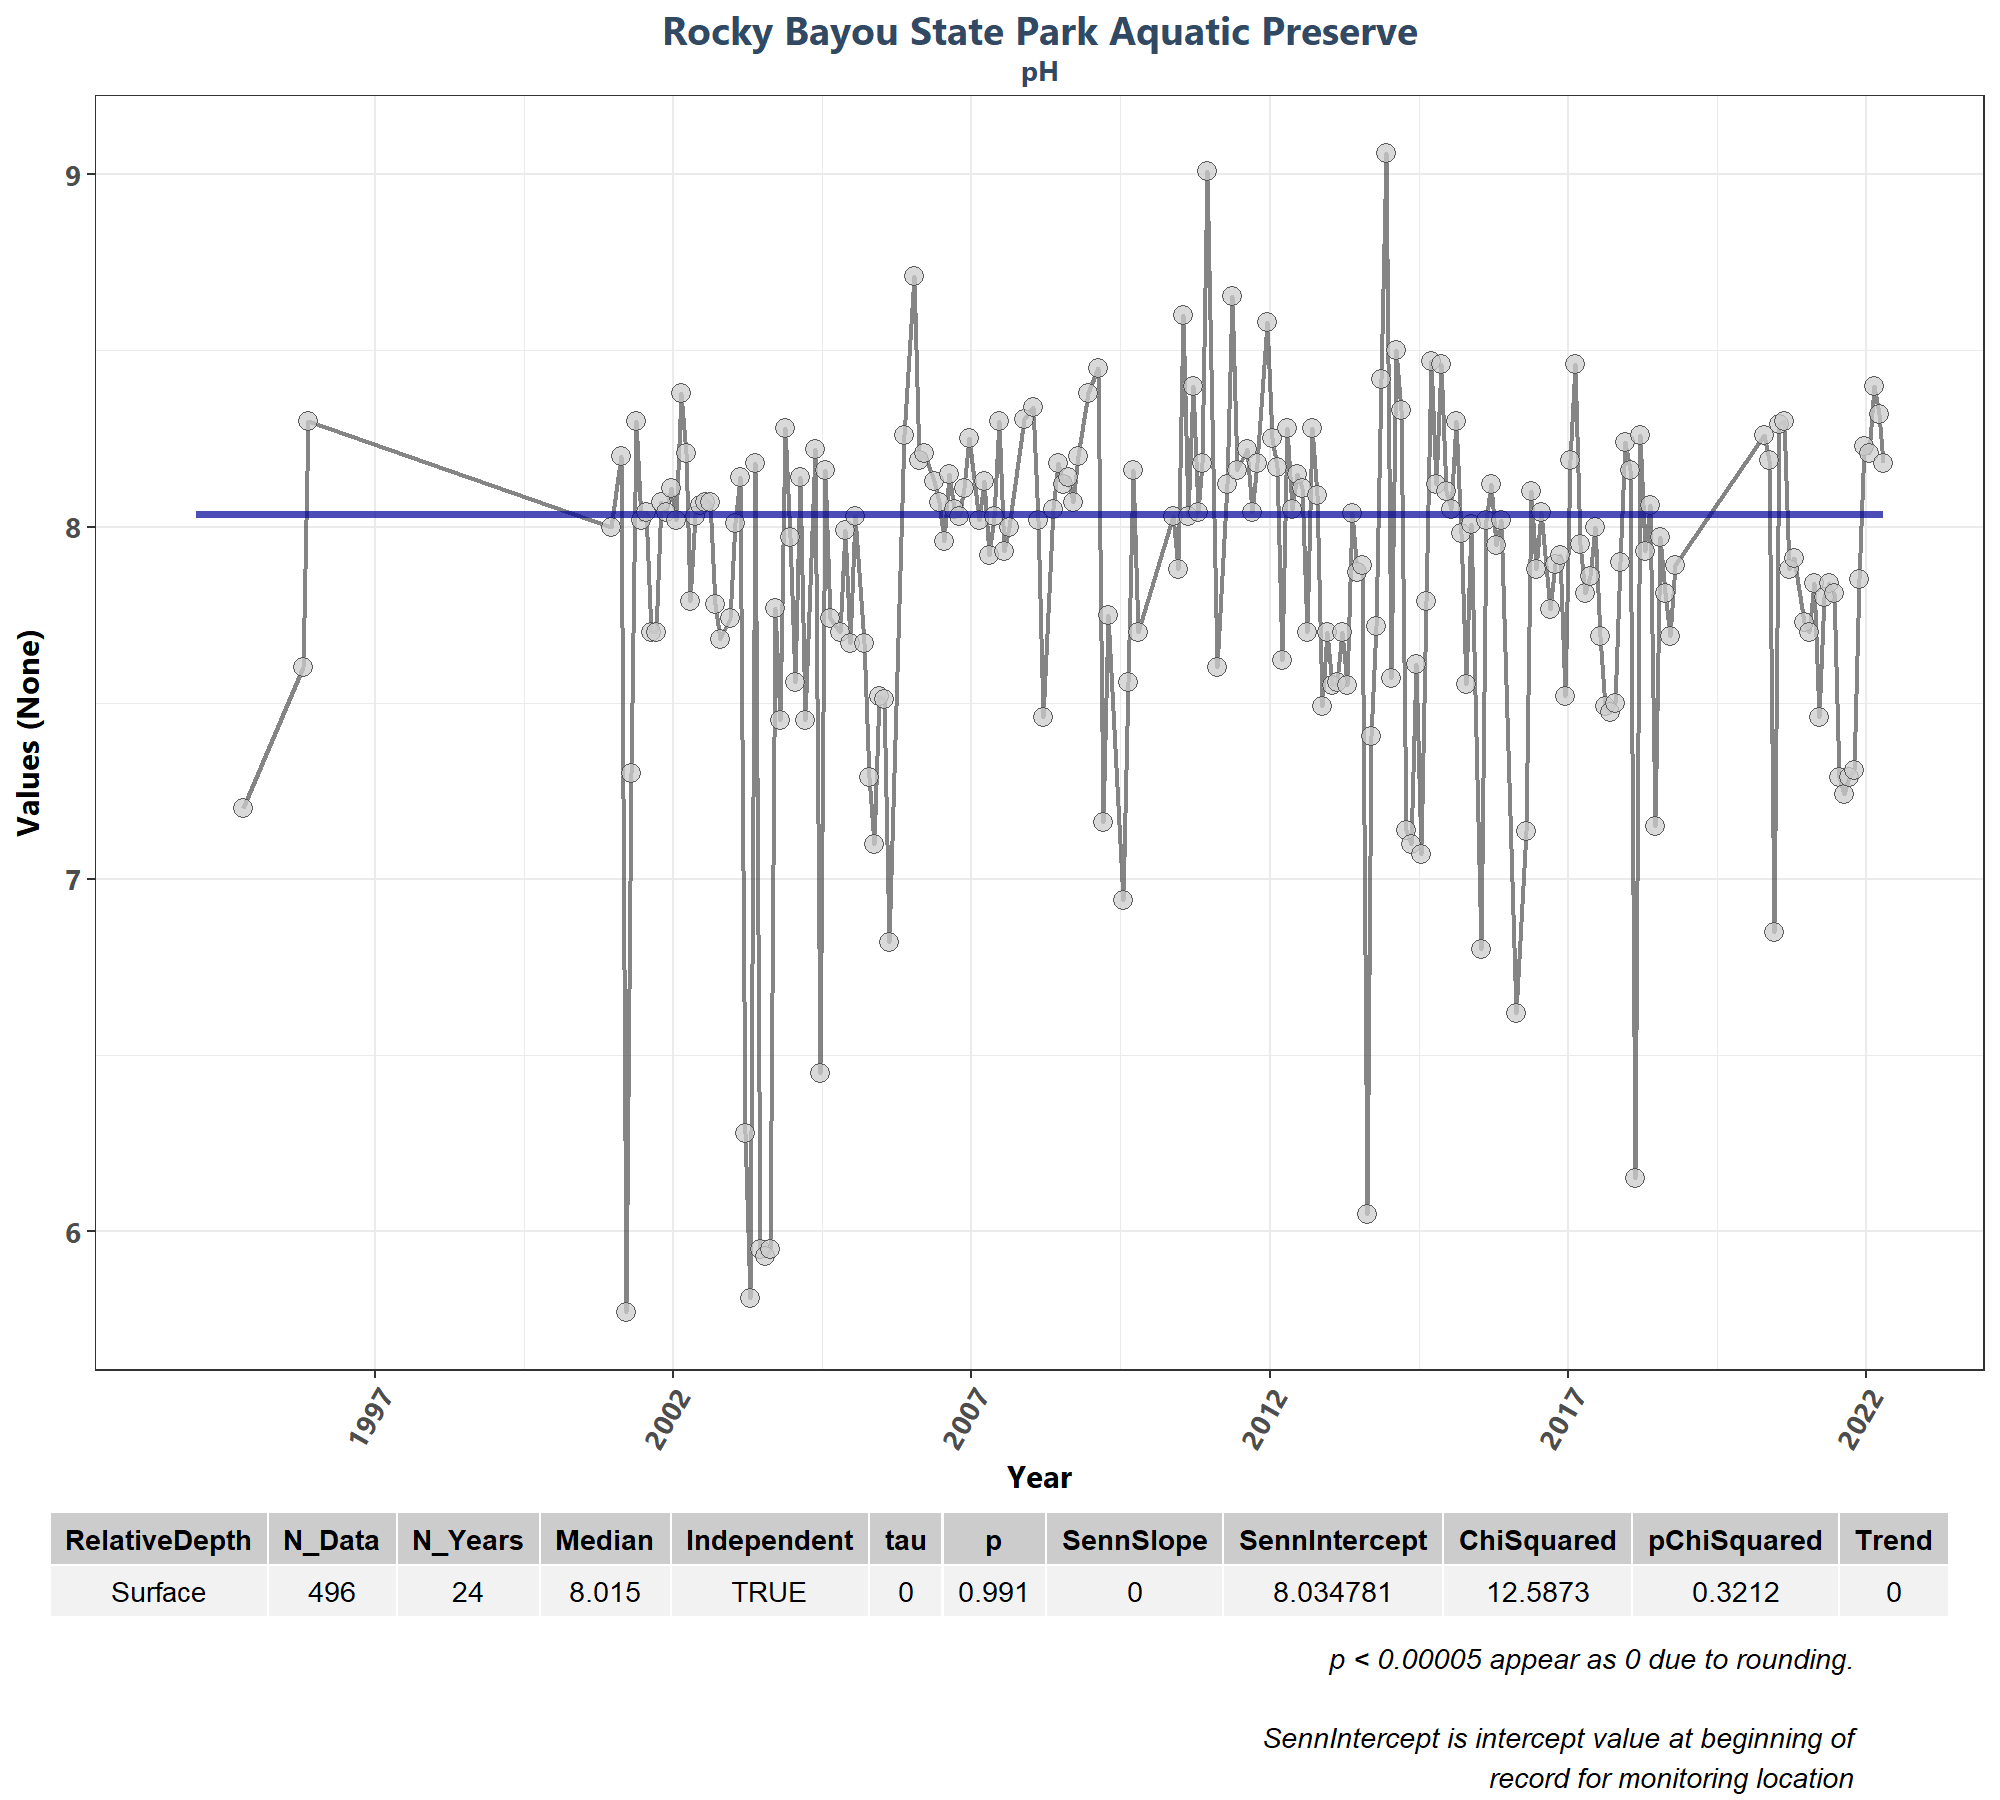 Rocky Bayou State Park Aquatic Preserve
pH
Values (None)
9
8
7
6
1997
2002
2007
2012
2017
2022
Year
RelativeDepth N_Data N_Years Median Independent tau p SennSlope SennIntercept ChiSquared pChiSquared Trend
Surface 496 24 8.015 TRUE 0 0.991 0 8.034781 12.5873 0.3212 0
p < 0.00005 appear as 0 due to rounding.
SennIntercept is intercept value at beginning of
record for monitoring location